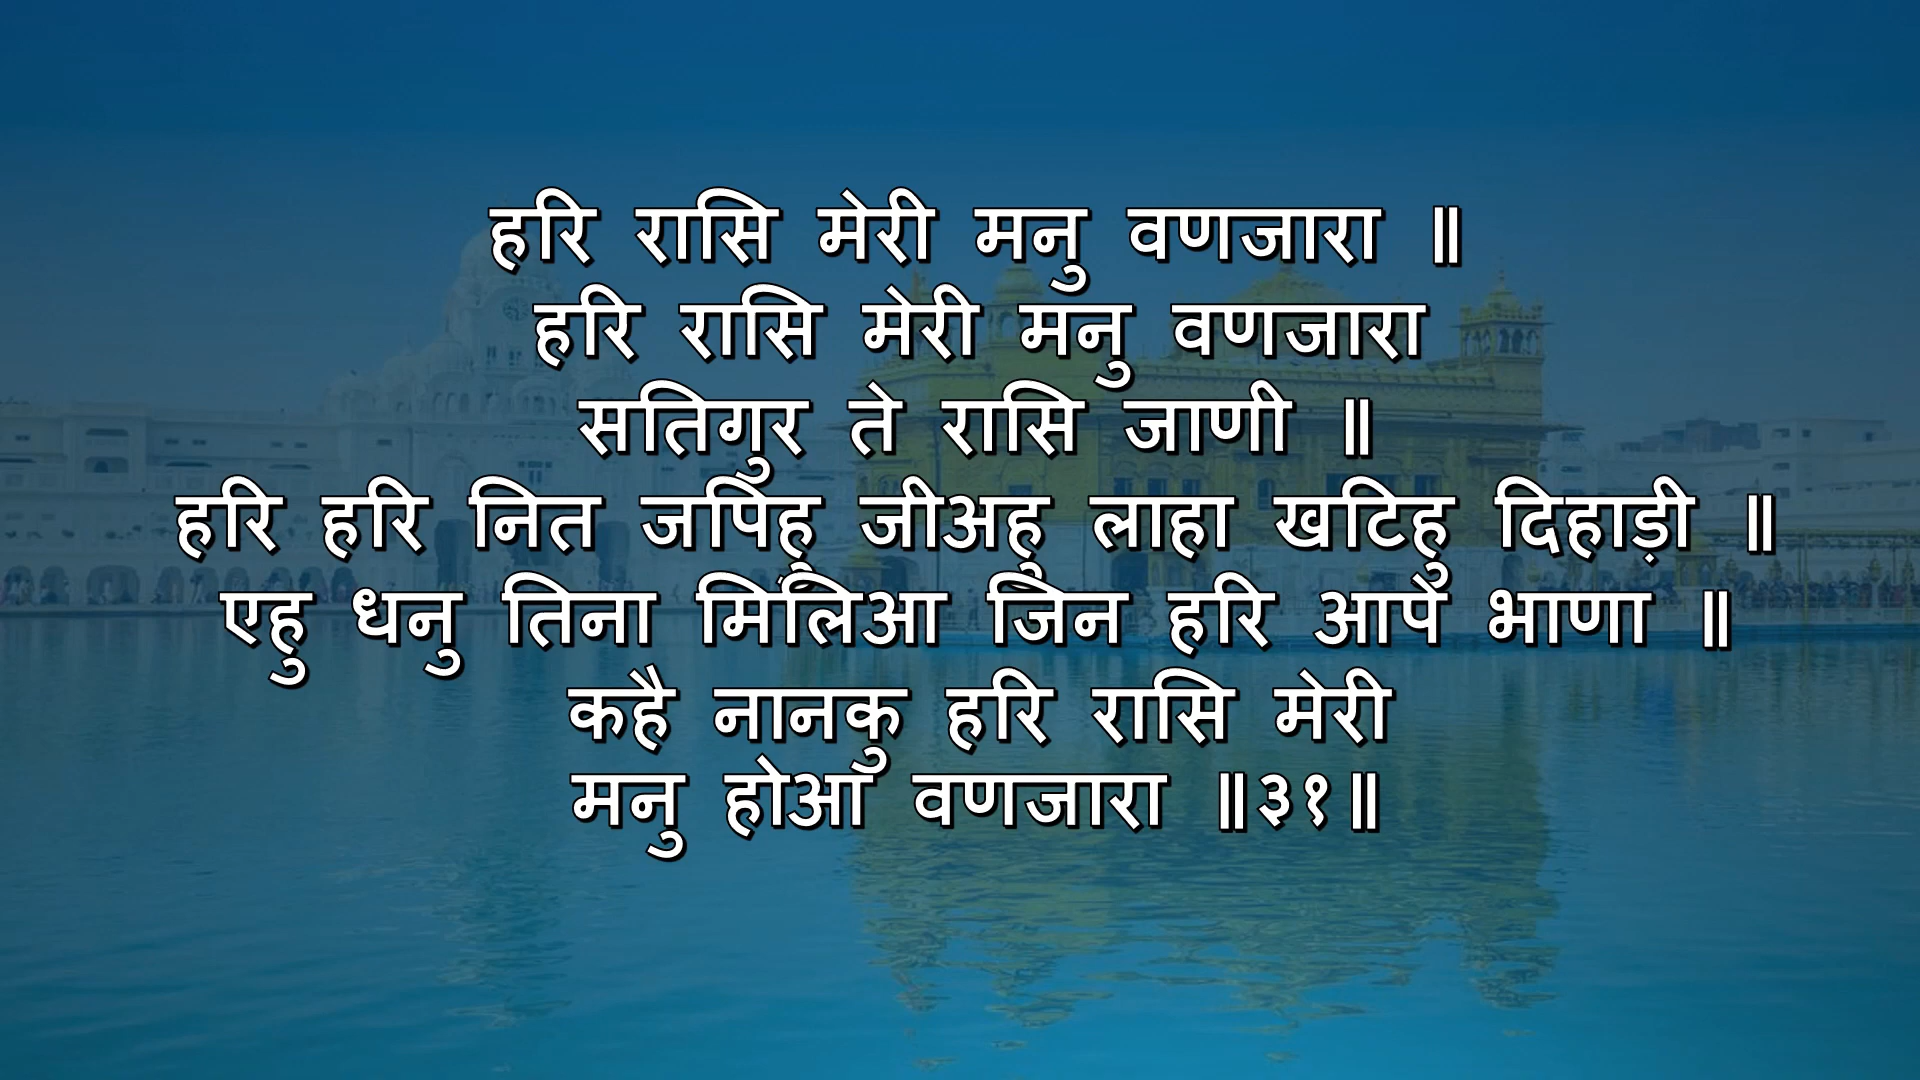 हरि रासि मेरी मनु वणजारा ॥
हरि रासि मेरी मनु वणजारा
सतिगुर ते रासि जाणी ॥
हरि हरि नित जपिहु जीअहु लाहा खटिहु दिहाड़ी ॥
एहु धनु तिना मिलिआ जिन हरि आपे भाणा ॥
कहै नानकु हरि रासि मेरी
मनु होआ वणजारा ॥३१॥